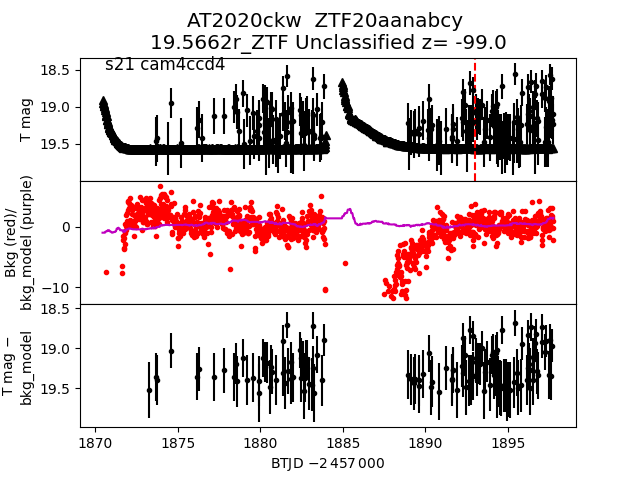 AT2020ckw ZTF20aanabcy
19.5662r_ZTF Unclassified z= -99.0
s21 cam4ccd4
18.5
19.0
19.5
T mag
0
−10
Bkg (red)/
bkg_model (purple)
18.5
19.0
19.5
T mag −
bkg_model
1870
1875
1880
1885
1890
1895
BTJD −2 457 000